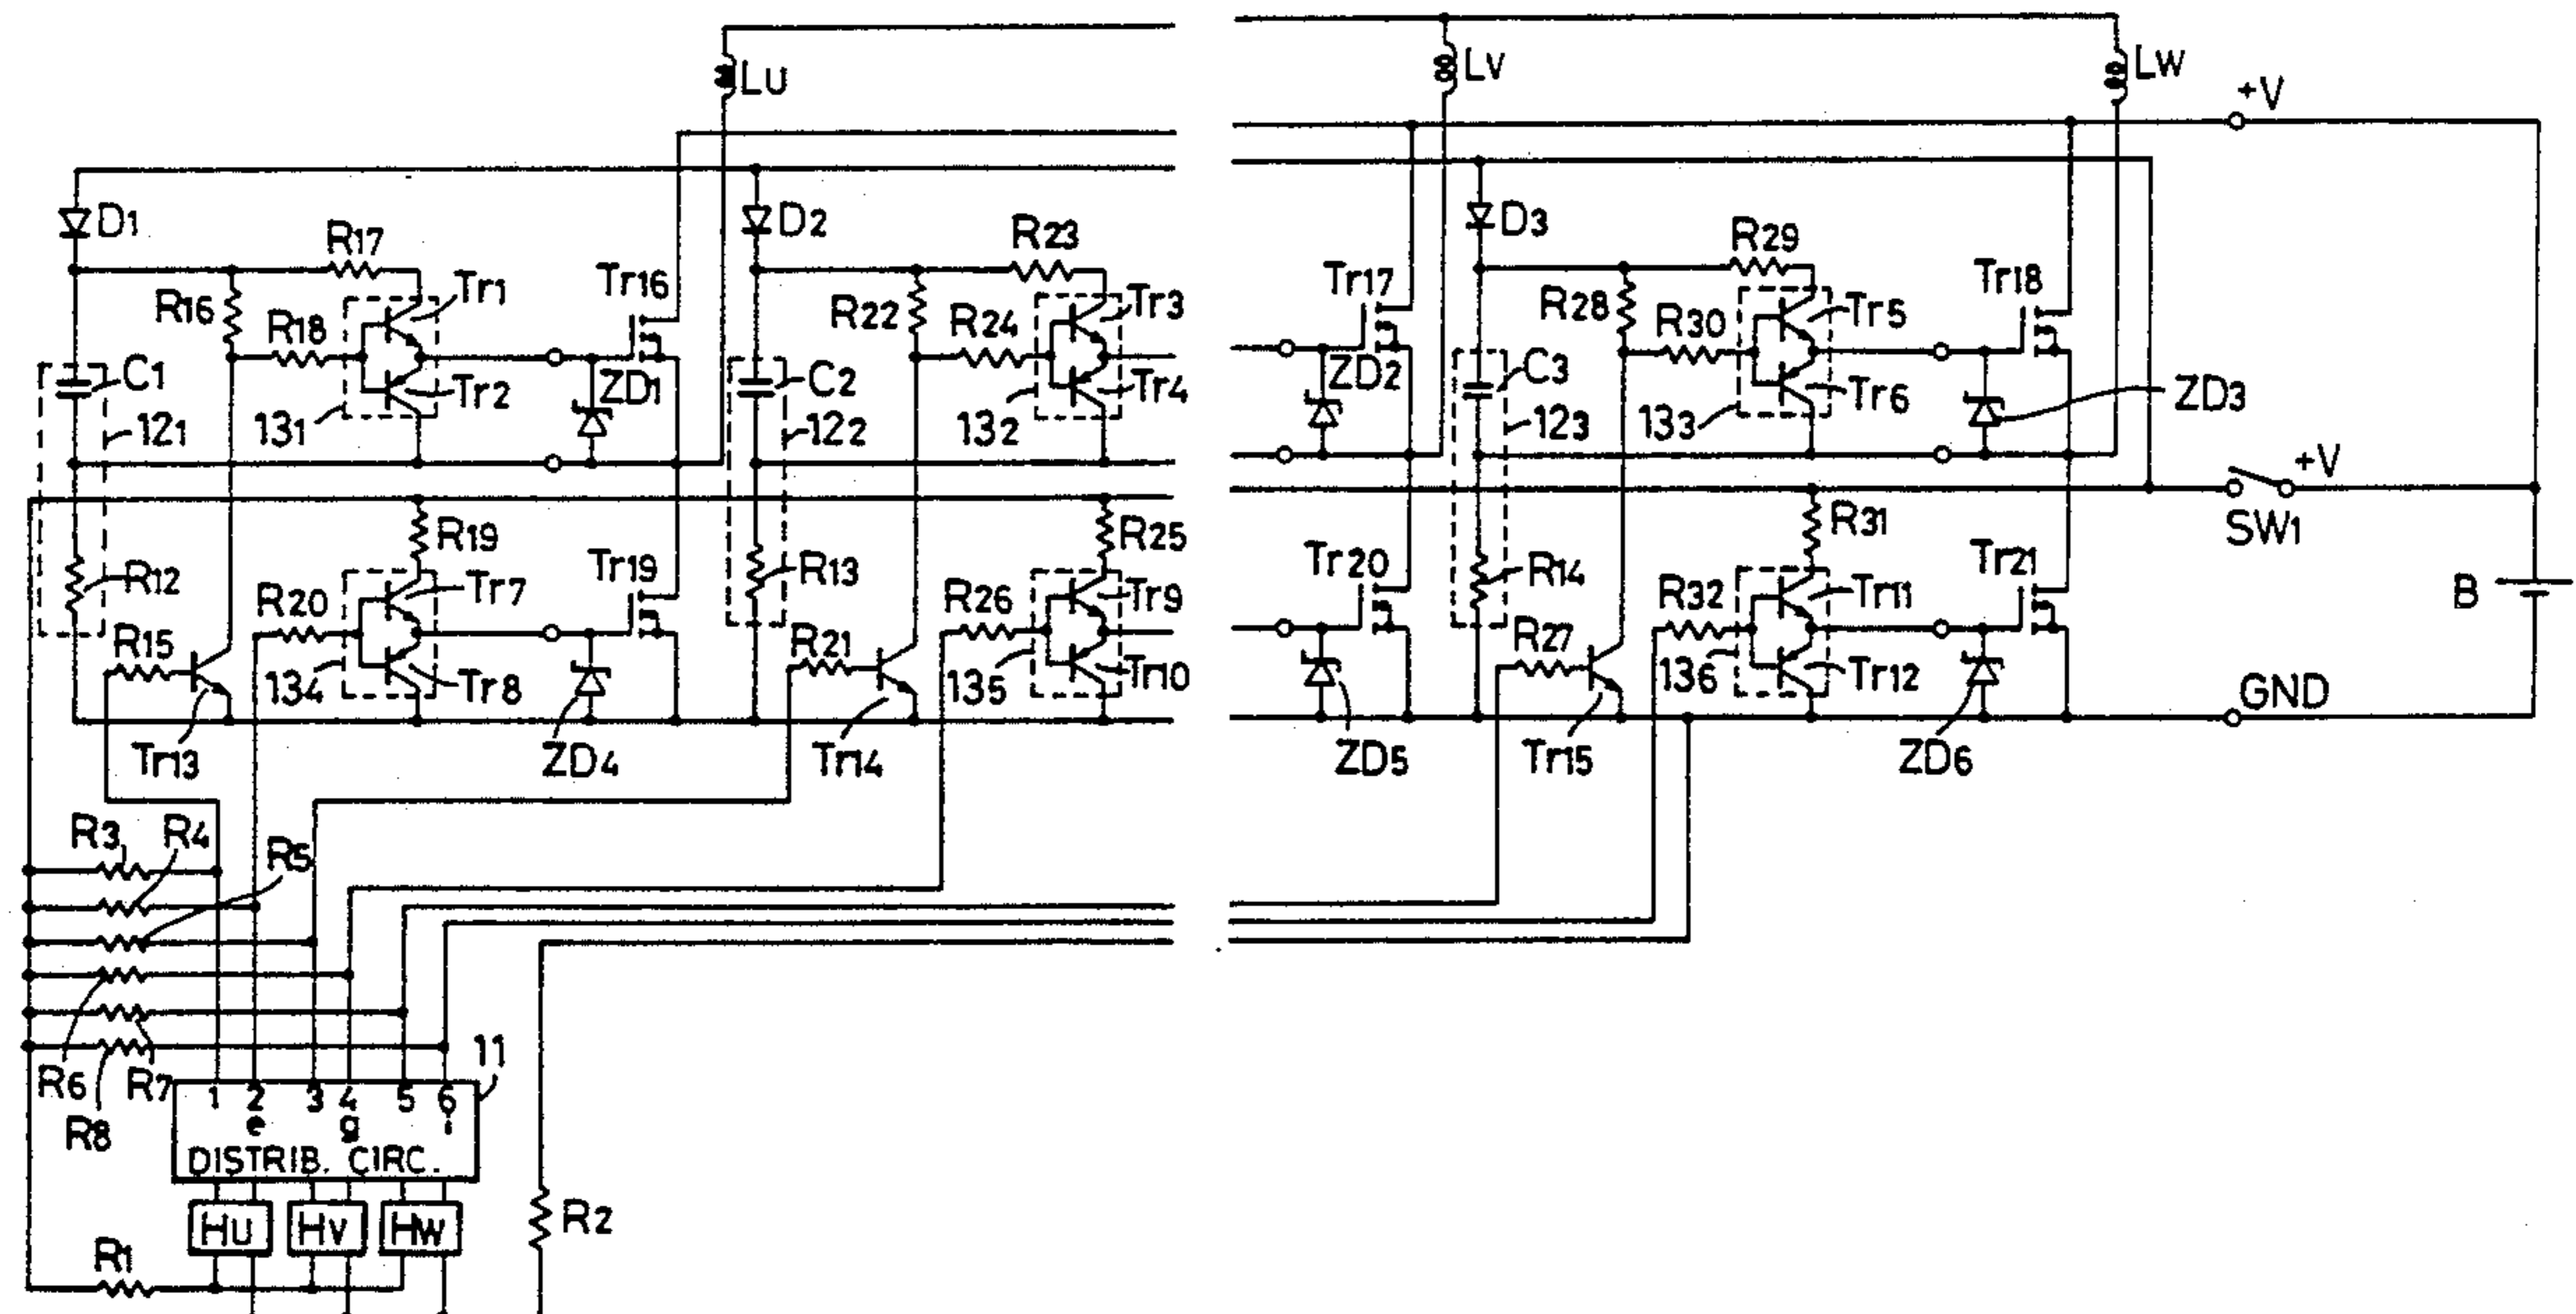 LU
LV
LW
+V
D1
R17
Tr1
Tr16
D2
R23
Tr3
Tr17
D3
R29
Tr5
Tr18
R16
R18
R22
R24
R28
R30
C1
Tr2
ZD1
C2
Tr4
ZD2
C3
Tr6
ZD3
121
131
122
132
123
133
+V
SW1
R19
R25
R31
R12
Tr7
Tr19
R13
Tr9
Tr20
R14
Tr11
Tr21
B
R20
R26
R32
R15
134
Tr8
R21
135
Tr10
R27
136
Tr12
GND
Tr13
ZD4
Tr14
ZD5
Tr15
ZD6
R3
R4
R5
11
R6
R7
R8
1 2 3 4 5 6
e g i
DISTRIB. CIRC.
HU HV HW
R2
R1